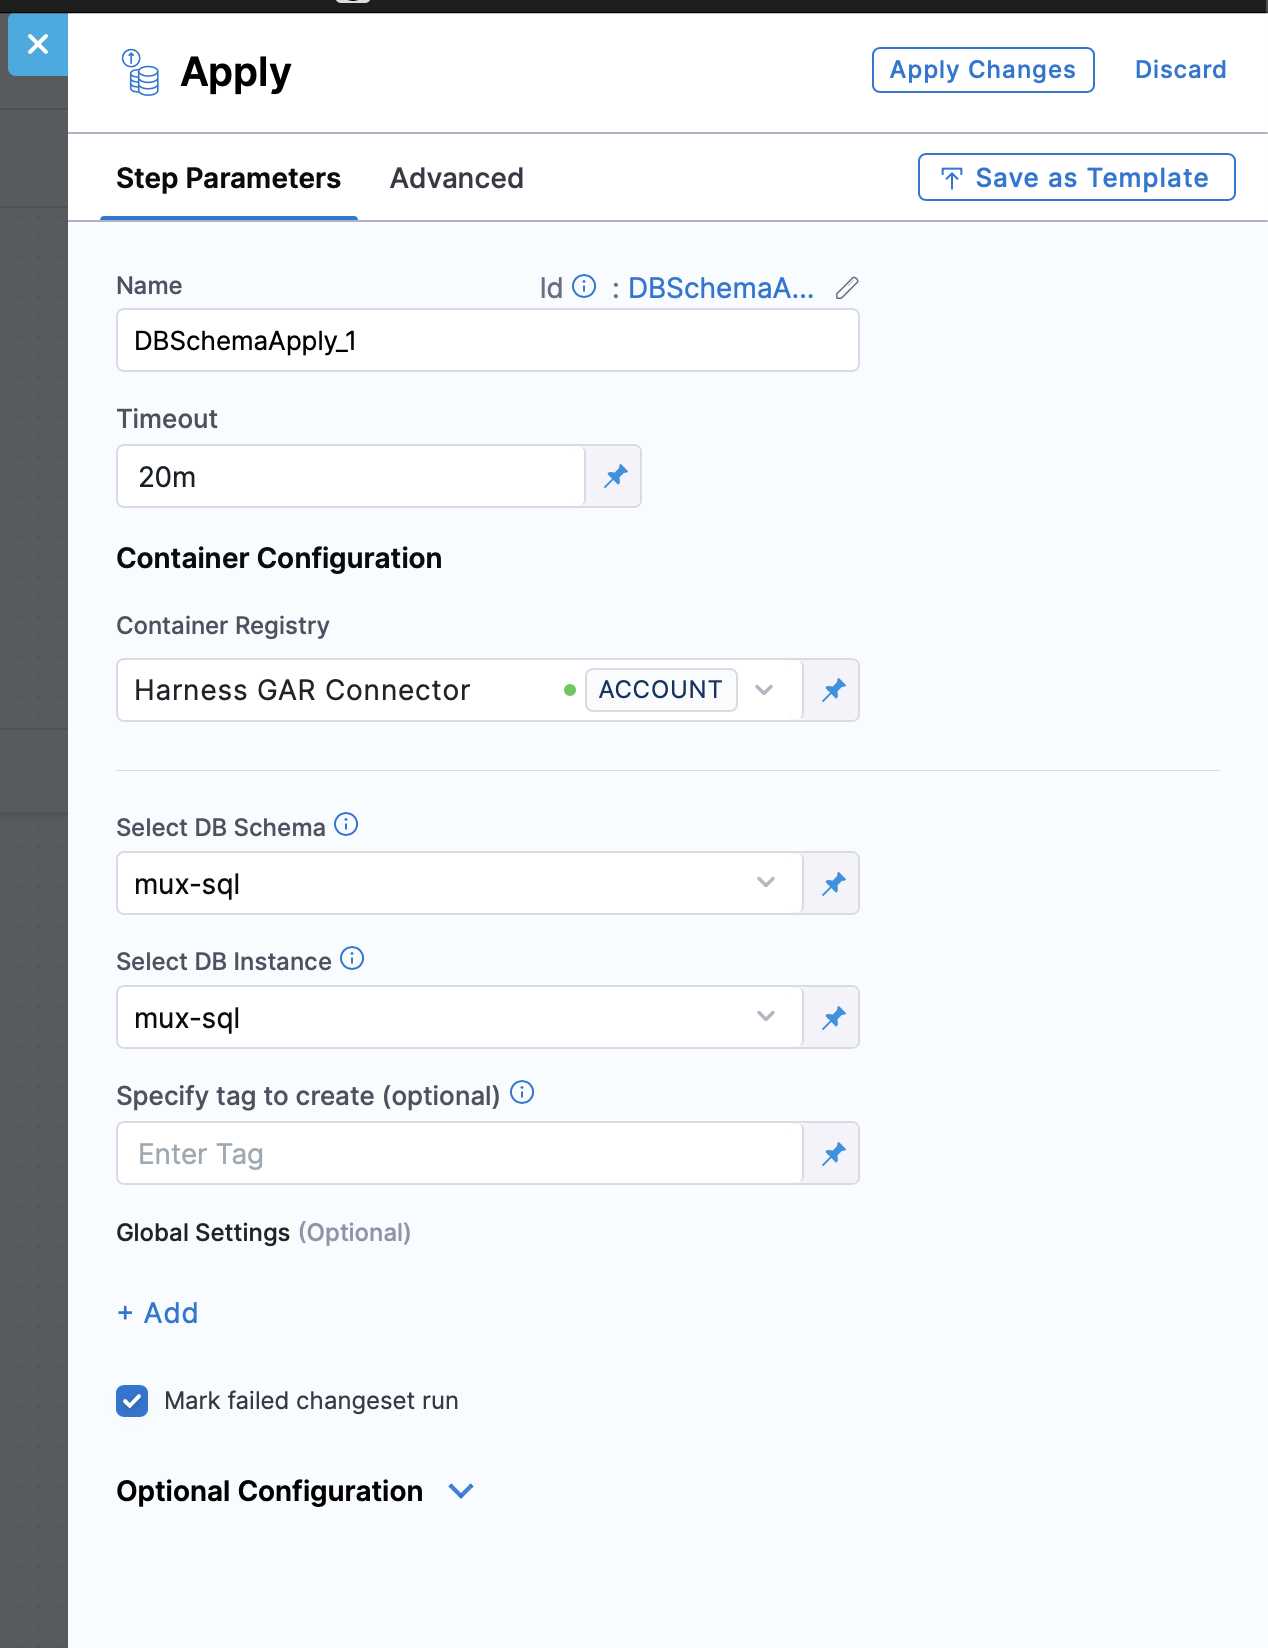 Apply
Apply Changes
Discard
Step Parameters
Advanced
Save as Template
Name
Id : DBSchemaA...
DBSchemaApply_1
Timeout
20m
Container Configuration
Container Registry
Harness GAR Connector
ACCOUNT
Select DB Schema
mux-sql
Select DB Instance
mux-sql
Specify tag to create (optional)
Enter Tag
Global Settings (Optional)
+ Add
Mark failed changeset run
Optional Configuration